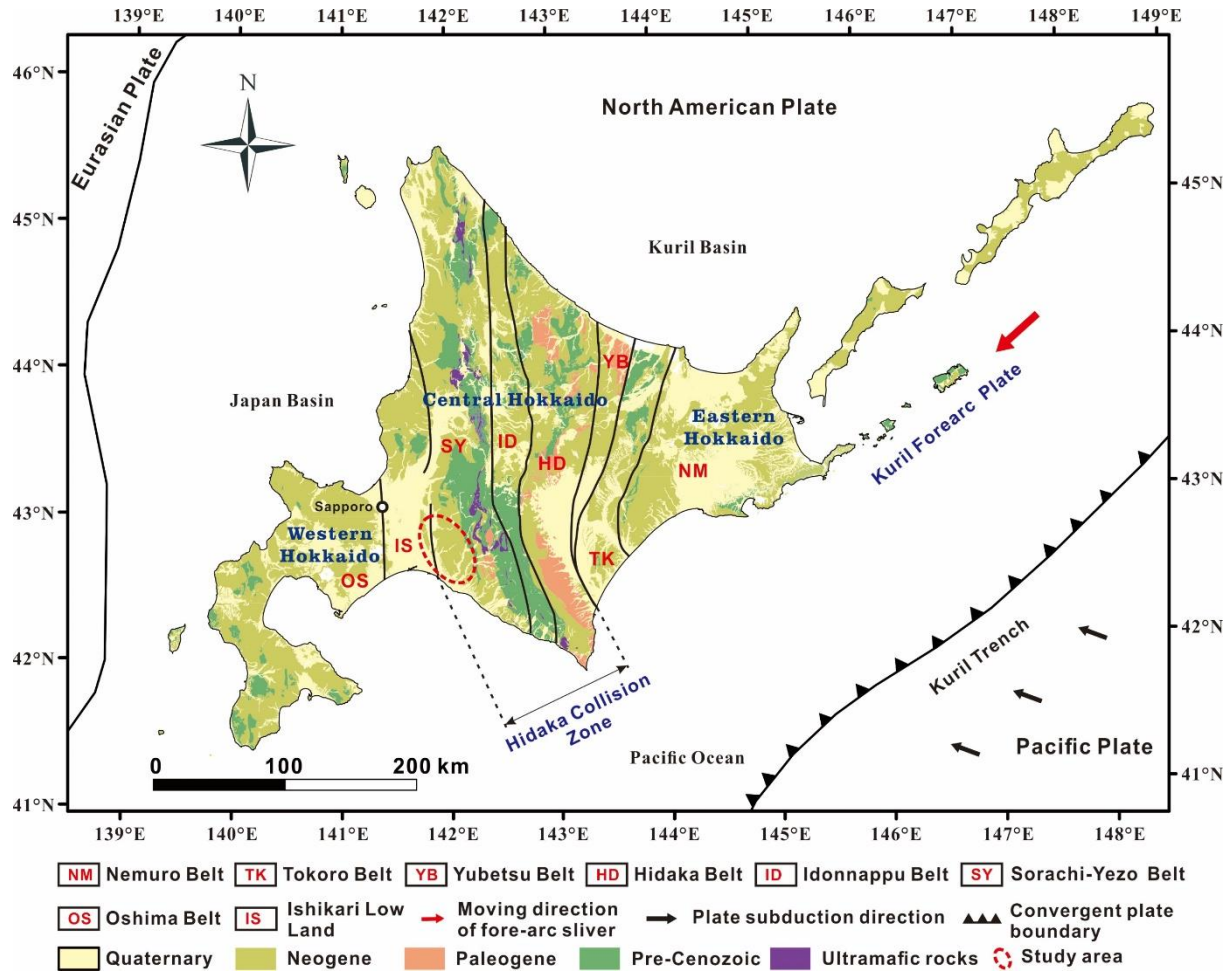 139°E 140°E 141°E 142°E 143°E 144°E 145°E 146°E 147°E 148°E 149°E
46°N
45°N
44°N
43°N
42°N
41°N
45°N
44°N
43°N
42°N
41°N
Eurasian Plate
N
North American Plate
Kuril Basin
Japan Basin
YB
Central Hokkaido
Eastern
Hokkaido
Kuril Forearc Plate
SY
ID
HD
NM
Sapporo
Western
Hokkaido
IS
OS
TK
Kuril Trench
Hidaka Collision
Zone
Pacific Ocean
Pacific Plate
0 100 200 km
139°E 140°E 141°E 142°E 143°E 144°E 145°E 146°E 147°E 148°E
NM Nemuro Belt TK Tokoro Belt YB Yubetsu Belt HD Hidaka Belt ID Idonnappu Belt SY Sorachi-Yezo Belt
OS Oshima Belt IS Ishikari Low
Land
Moving direction
of fore-arc sliver
Plate subduction direction
Convergent plate
boundary
Quaternary Neogene Paleogene Pre-Cenozoic Ultramafic rocks Study area